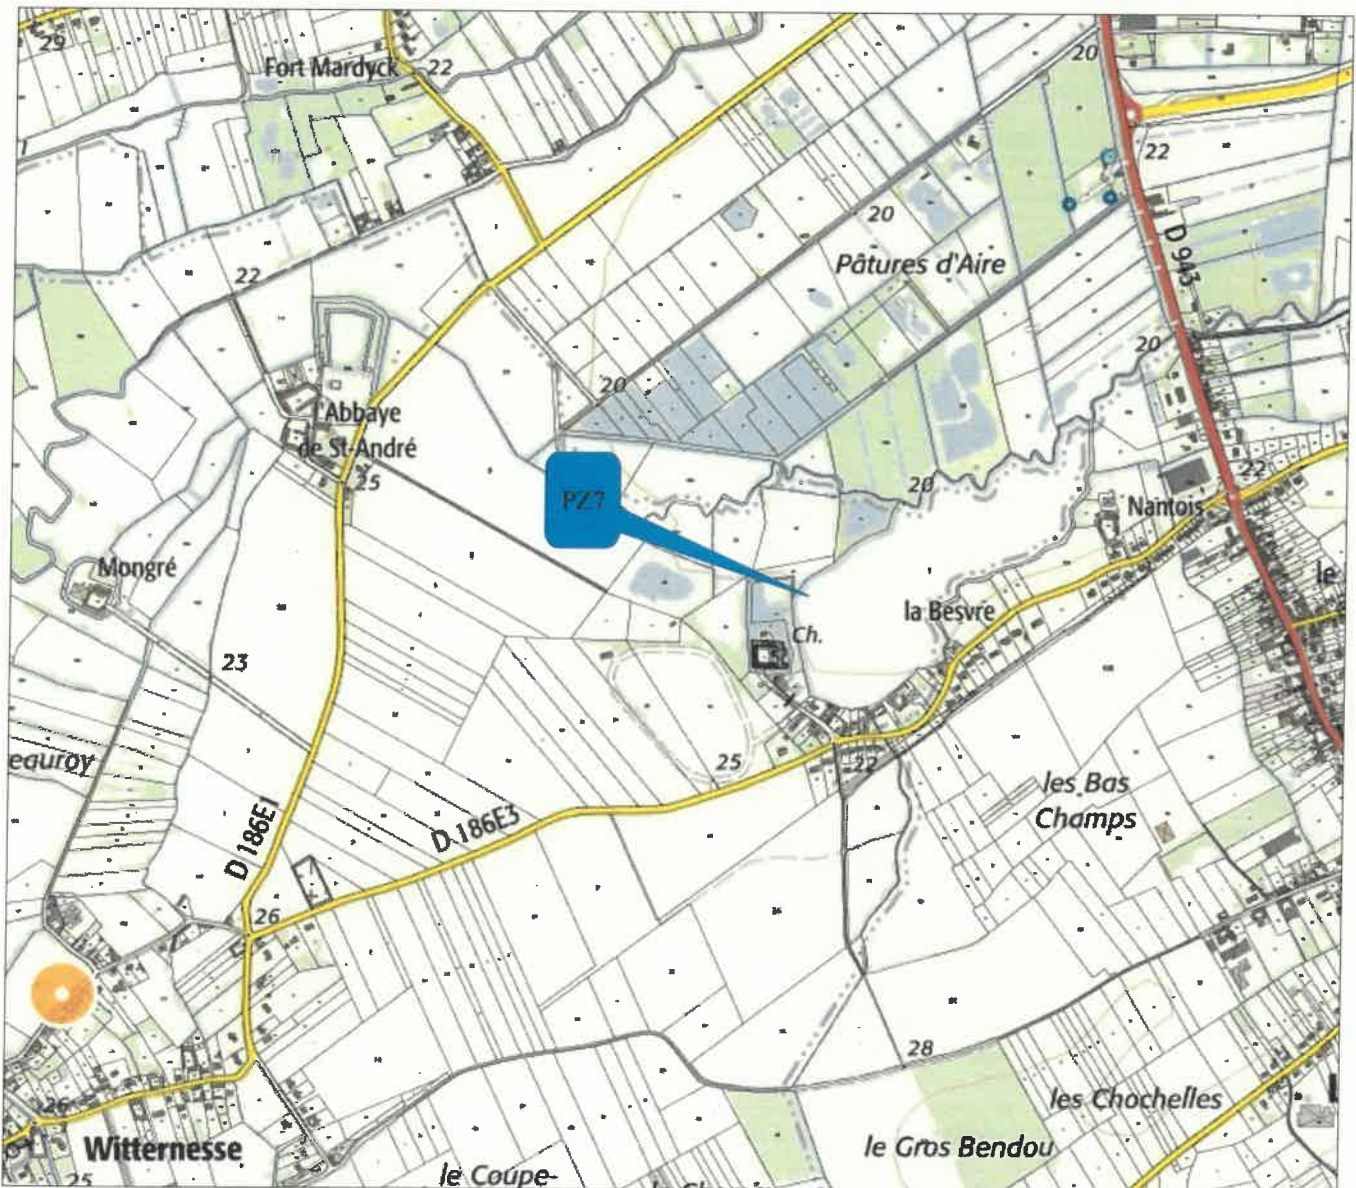 29
Fort Mardyck
22
20
22
20
Pâtures d'Aire
D 943
22
20
20
l'Abbaye
de St-André
25
PZ7
20
22
Nantois
Mongré
le
la Besvre
Ch.
23
25
22
les Bas
Champs
eauroy
D 186E1
D 186E3
26
28
les Chochelles
26
Witternesse
le Gros Bendou
25
le Coupe-